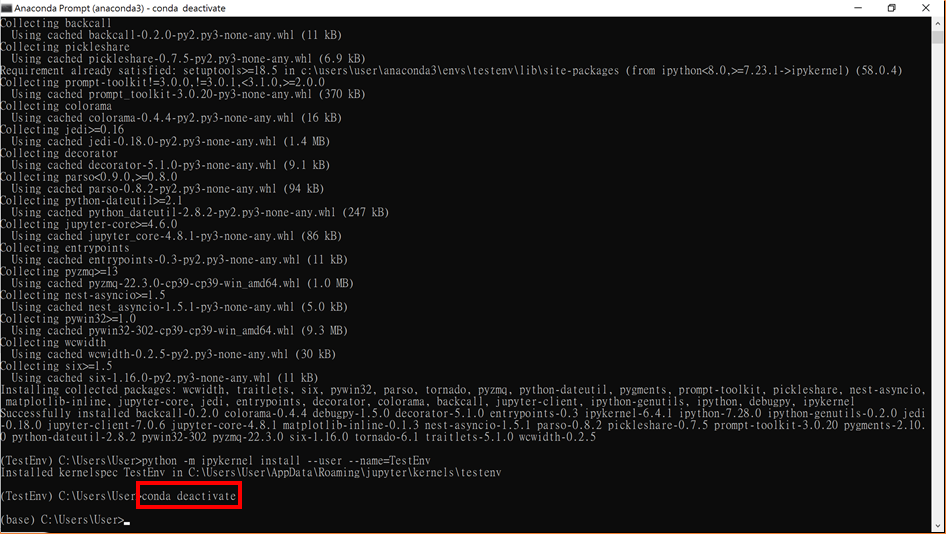 Anaconda Prompt (anaconda3) - conda deactivate
Collecting backcall
  Using cached backcall-0.2.0-py2.py3-none-any.whl (11 kB)
Collecting pickleshare
  Using cached pickleshare-0.7.5-py2.py3-none-any.whl (6.9 kB)
Requirement already satisfied: setuptools>=18.5 in c:\users\user\anaconda3\envs\testenv\lib\site-packages (from ipython<8.0,>=7.23.1->ipykernel) (58.0.4)
Collecting prompt-toolkit!=3.0.0,!=3.0.1,<3.1.0,>=2.0.0
  Using cached prompt_toolkit-3.0.20-py3-none-any.whl (370 kB)
Collecting colorama
  Using cached colorama-0.4.4-py2.py3-none-any.whl (16 kB)
Collecting jedi>=0.16
  Using cached jedi-0.18.0-py2.py3-none-any.whl (1.4 MB)
Collecting decorator
  Using cached decorator-5.1.0-py3-none-any.whl (9.1 kB)
Collecting parso<0.9.0,>=0.8.0
  Using cached parso-0.8.2-py2.py3-none-any.whl (94 kB)
Collecting python-dateutil>=2.1
  Using cached python_dateutil-2.8.2-py2.py3-none-any.whl (247 kB)
Collecting jupyter-core>=4.6.0
  Using cached jupyter_core-4.8.1-py3-none-any.whl (86 kB)
Collecting entrypoints
  Using cached entrypoints-0.3-py2.py3-none-any.whl (11 kB)
Collecting pyzmq>=13
  Using cached pyzmq-22.3.0-cp39-cp39-win_amd64.whl (1.0 MB)
Collecting nest-asyncio>=1.5
  Using cached nest_asyncio-1.5.1-py3-none-any.whl (5.0 kB)
Collecting pywin32>=1.0
  Using cached pywin32-302-cp39-cp39-win_amd64.whl (9.3 MB)
Collecting wcwidth
  Using cached wcwidth-0.2.5-py2.py3-none-any.whl (30 kB)
Collecting six>=1.5
  Using cached six-1.16.0-py2.py3-none-any.whl (11 kB)
Installing collected packages: wcwidth, traitlets, six, pywin32, parso, tornado, pyzmq, python-dateutil, pygments, prompt-toolkit, pickleshare, nest-asyncio,
 matplotlib-inline, jupyter-core, jedi, entrypoints, decorator, colorama, backcall, jupyter-client, ipython-genutils, ipython, debugpy, ipykernel
Successfully installed backcall-0.2.0 colorama-0.4.4 debugpy-1.5.0 decorator-5.1.0 entrypoints-0.3 ipykernel-6.4.1 ipython-7.28.0 ipython-genutils-0.2.0 jedi
-0.18.0 jupyter-client-7.0.6 jupyter-core-4.8.1 matplotlib-inline-0.1.3 nest-asyncio-1.5.1 parso-0.8.2 pickleshare-0.7.5 prompt-toolkit-3.0.20 pygments-2.10.
0 python-dateutil-2.8.2 pywin32-302 pyzmq-22.3.0 six-1.16.0 tornado-6.1 traitlets-5.1.0 wcwidth-0.2.5
(TestEnv) C:\Users\User>python -m ipykernel install --user --name=TestEnv
Installed kernelspec TestEnv in C:\Users\User\AppData\Roaming\jupyter\kernels\testenv
(TestEnv) C:\Users\User>conda deactivate
(base) C:\Users\User>